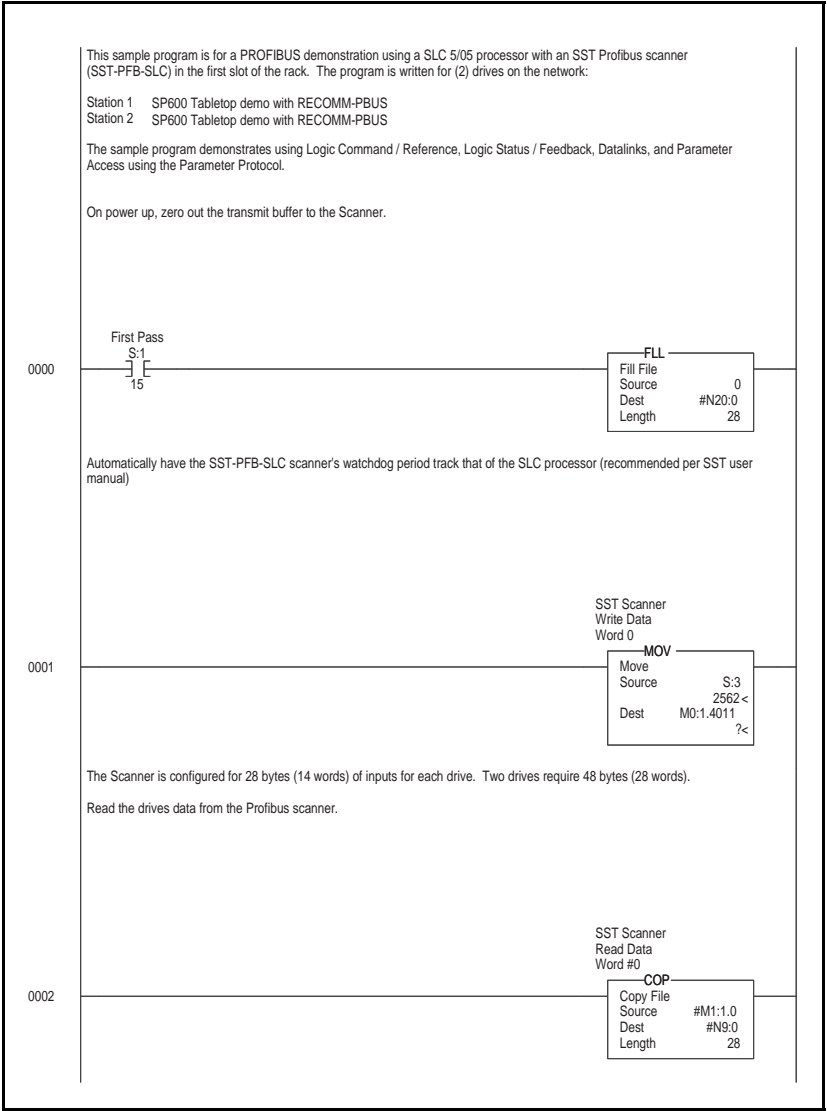 This sample program is for a PROFIBUS demonstration using a SLC 5/05 processor with an SST Profibus scanner
(SST-PFB-SLC) in the first slot of the rack.  The program is written for (2) drives on the network:
Station 1    SP600 Tabletop demo with RECOMM-PBUS
Station 2    SP600 Tabletop demo with RECOMM-PBUS
The sample program demonstrates using Logic Command / Reference, Logic Status / Feedback, Datalinks, and Parameter
Access using the Parameter Protocol.
On power up, zero out the transmit buffer to the Scanner.
First Pass
S:1
15
0000
FLL
Fill File
Source 0
Dest #N20:0
Length 28
Automatically have the SST-PFB-SLC scanner's watchdog period track that of the SLC processor (recommended per SST user
manual)
SST Scanner
Write Data
Word 0
0001
MOV
Move
Source S:3
2562<
Dest M0:1.4011
?<
The Scanner is configured for 28 bytes (14 words) of inputs for each drive.  Two drives require 48 bytes (28 words).
Read the drives data from the Profibus scanner.
SST Scanner
Read Data
Word #0
0002
COP
Copy File
Source #M1:1.0
Dest #N9:0
Length 28